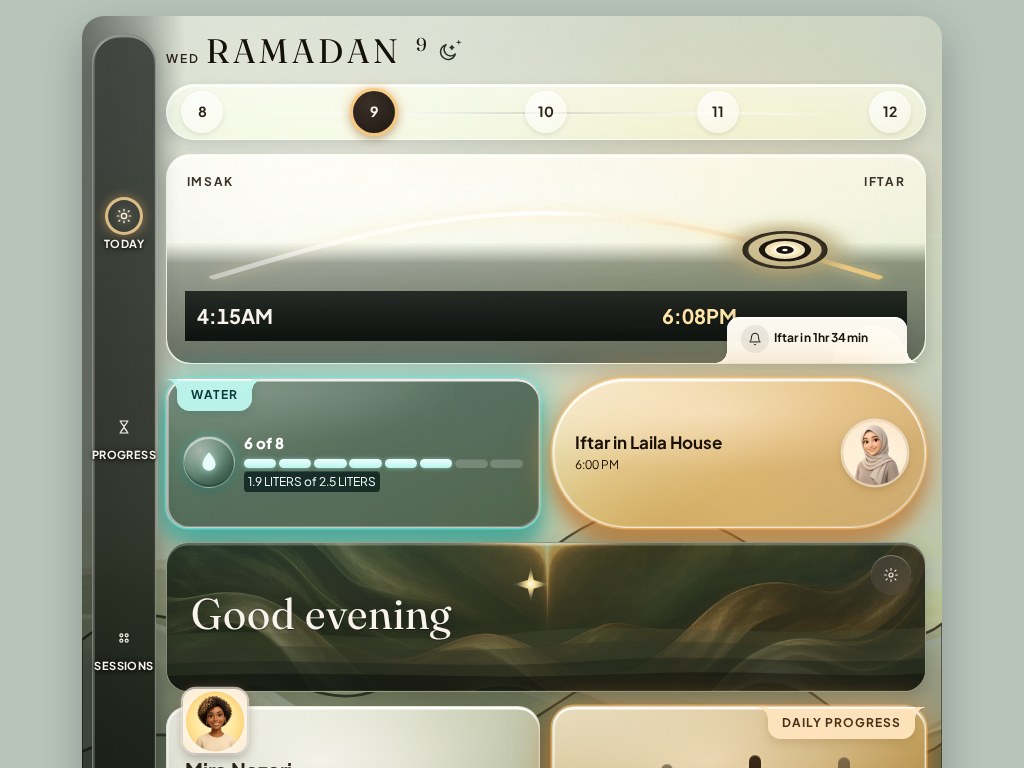 WED RAMADAN 9
8 9 10 11 12
IMSAK IFTAR
4:15AM 6:08PM
Iftar in 1hr 34min
TODAY
PROGRESS
SESSIONS
WATER
6 of 8
1.9 LITERS of 2.5 LITERS
Iftar in Laila House
6:00 PM
Good evening
DAILY PROGRESS